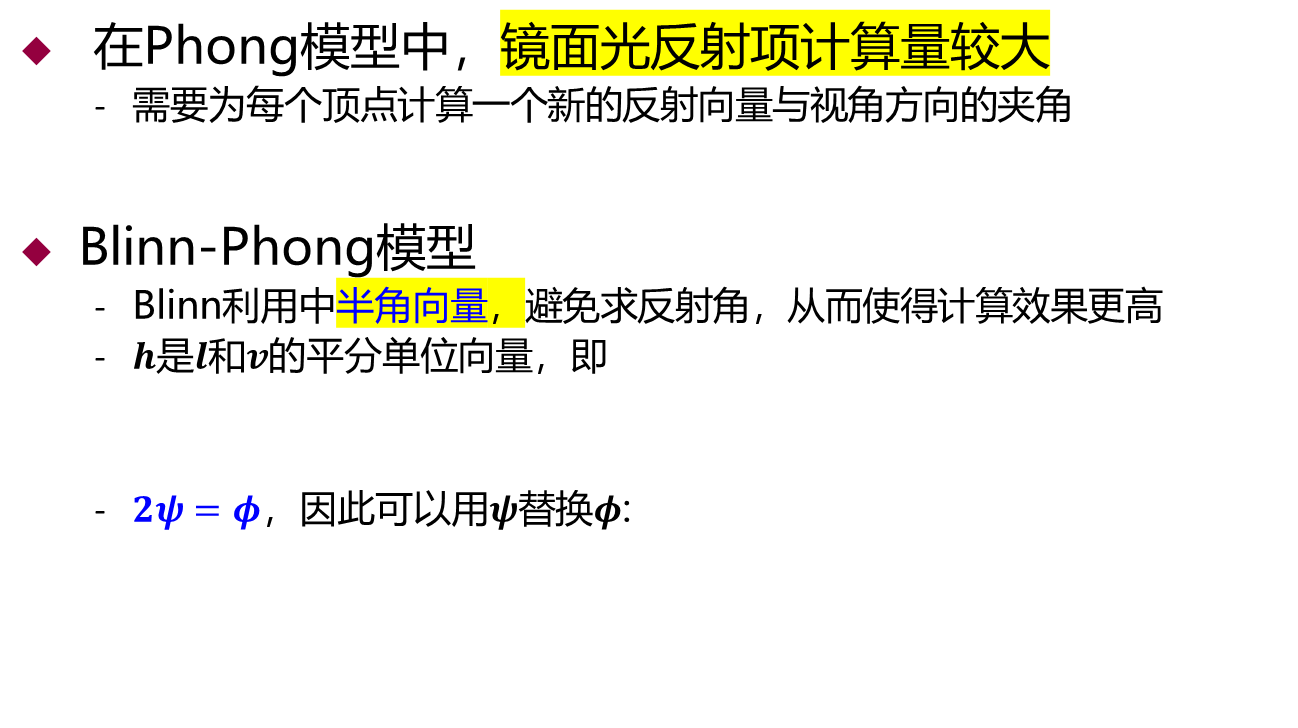 ◆ 在Phong模型中，镜面光反射项计算量较大
- 需要为每个顶点计算一个新的反射向量与视角方向的夹角
◆ Blinn-Phong模型
- Blinn利用中半角向量，避免求反射角，从而使得计算效果更高
- h是l和v的平分单位向量，即
- 2ψ = ϕ，因此可以用ψ替换ϕ: